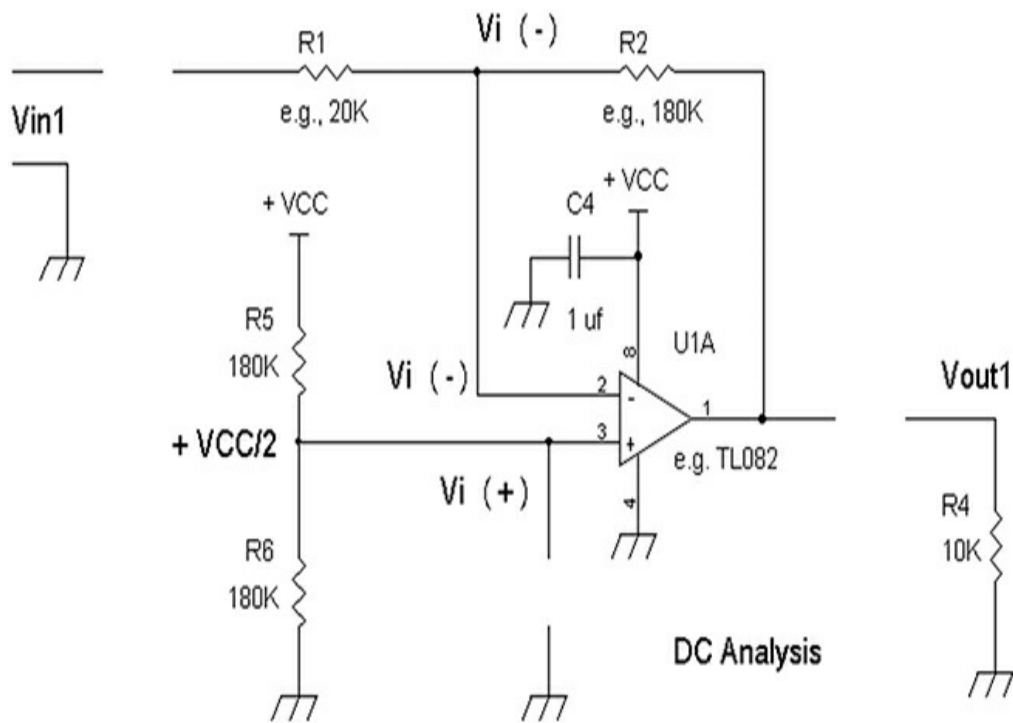 Vi (-)
R1
R2
e.g., 20K
e.g., 180K
Vin1
+ VCC
C4
+ VCC
1 uf
R5
180K
8
U1A
Vi (-)
2
-
1
Vout1
+ VCC/2
3
+
e.g. TL082
Vi (+)
4
R4
10K
R6
180K
DC Analysis